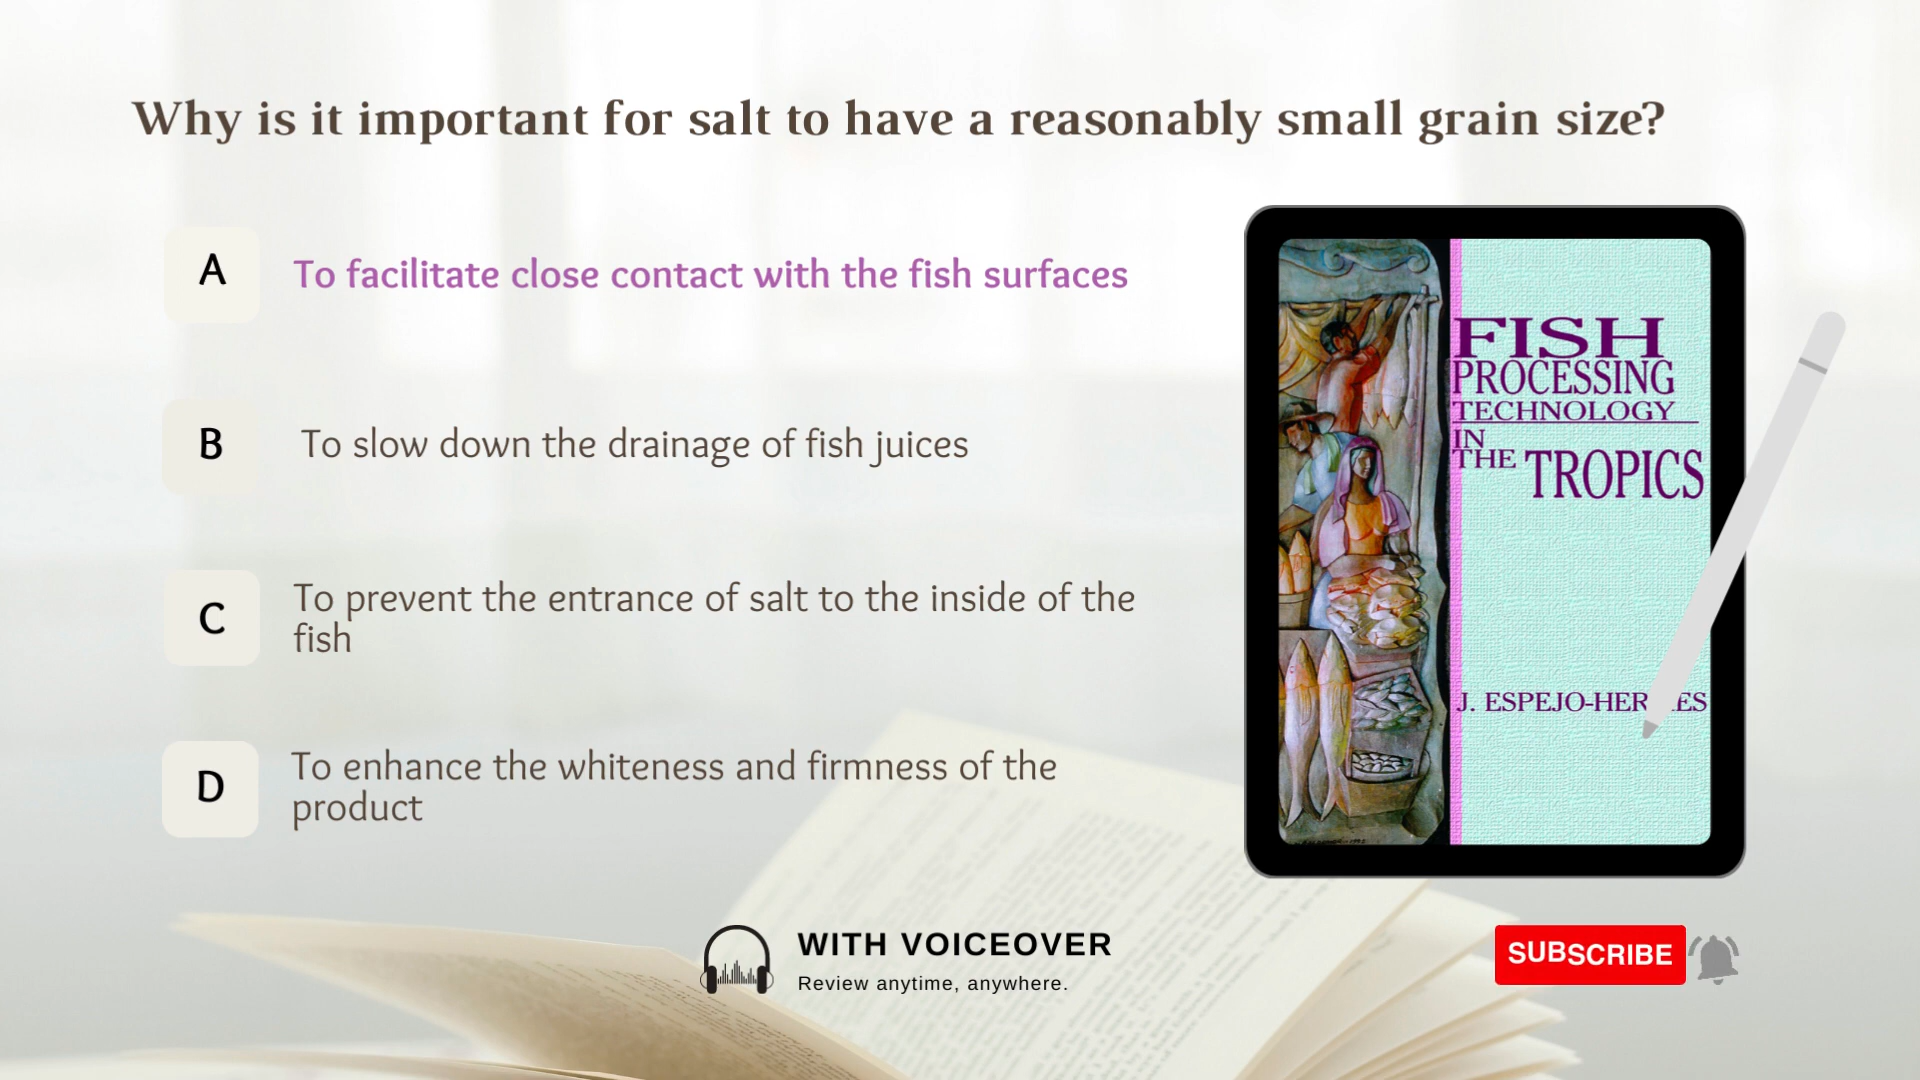 Why is it important for salt to have a reasonably small grain size?
A
To facilitate close contact with the fish surfaces
B
To slow down the drainage of fish juices
C
To prevent the entrance of salt to the inside of the
fish
D
To enhance the whiteness and firmness of the
product
FISH
PROCESSING
TECHNOLOGY
IN
THE TROPICS
J. ESPEJO-HER
ES
WITH VOICEOVER
Review anytime, anywhere.
SUBSCRIBE